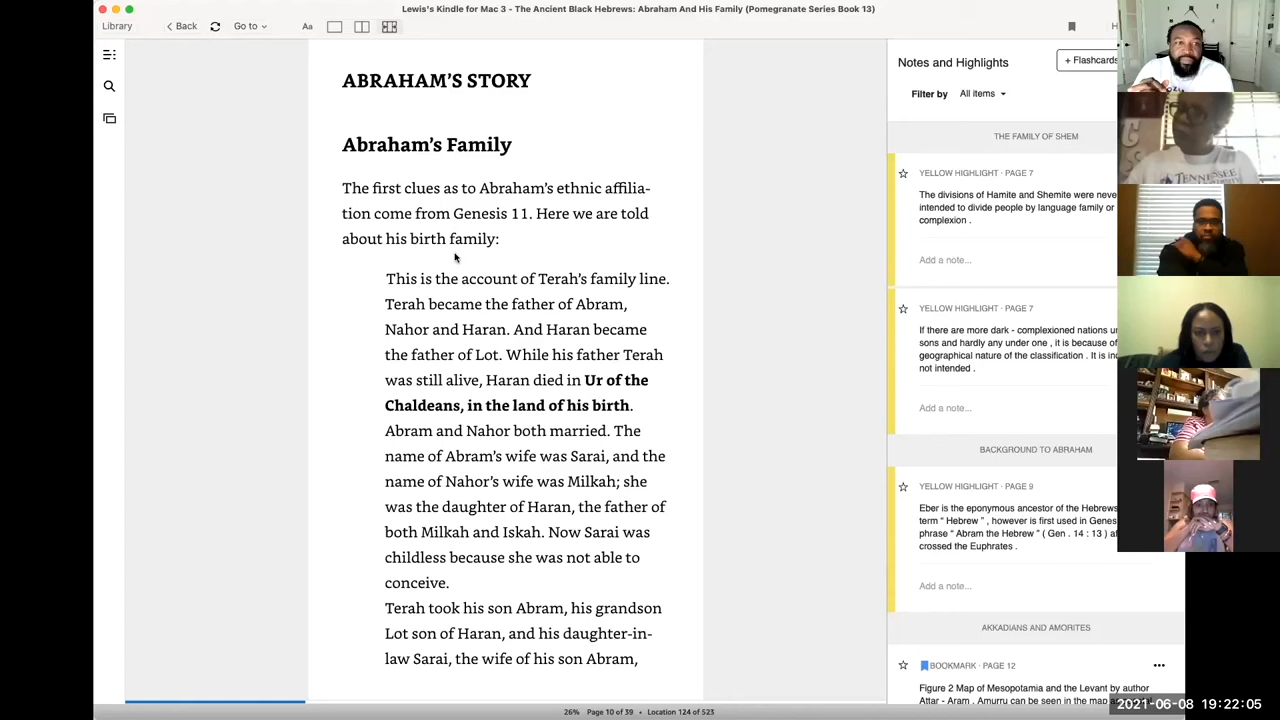 Lewis's Kindle for Mac 3 - The Ancient Black Hebrews: Abraham And His Family (Pomegranate Series Book 13)
Library
Back
Go to
Aa
ABRAHAM'S STORY
Abraham's Family
The first clues as to Abraham's ethnic affilia-
tion come from Genesis 11. Here we are told
about his birth family:
This is the account of Terah's family line.
Terah became the father of Abram,
Nahor and Haran. And Haran became
the father of Lot. While his father Terah
was still alive, Haran died in Ur of the
Chaldeans, in the land of his birth.
Abram and Nahor both married. The
name of Abram's wife was Sarai, and the
name of Nahor's wife was Milkah; she
was the daughter of Haran, the father of
both Milkah and Iskah. Now Sarai was
childless because she was not able to
conceive.
Terah took his son Abram, his grandson
Lot son of Haran, and his daughter-in-
law Sarai, the wife of his son Abram,
26% Page 10 of 39 • Location 124 of 523
Notes and Highlights
+ Flashcards
Filter by All items
THE FAMILY OF SHEM
YELLOW HIGHLIGHT · PAGE 7
The divisions of Hamite and Shemite were neve
intended to divide people by language family or
complexion .
Add a note...
YELLOW HIGHLIGHT · PAGE 7
If there are more dark - complexioned nations u
sons and hardly any under one , it is because of
geographical nature of the classification . It is in
not intended .
Add a note...
BACKGROUND TO ABRAHAM
YELLOW HIGHLIGHT · PAGE 9
Eber is the eponymous ancestor of the Hebrews
term " Hebrew " , however is first used in Genes
phrase " Abram the Hebrew " ( Gen . 14 : 13 ) a
crossed the Euphrates .
Add a note...
AKKADIANS AND AMORITES
BOOKMARK · PAGE 12
Figure 2 Map of Mesopotamia and the Levant by author
Attar - Aram . Amurru can be seen in the map
TENNESSEE
2021-06-08 19:22:05